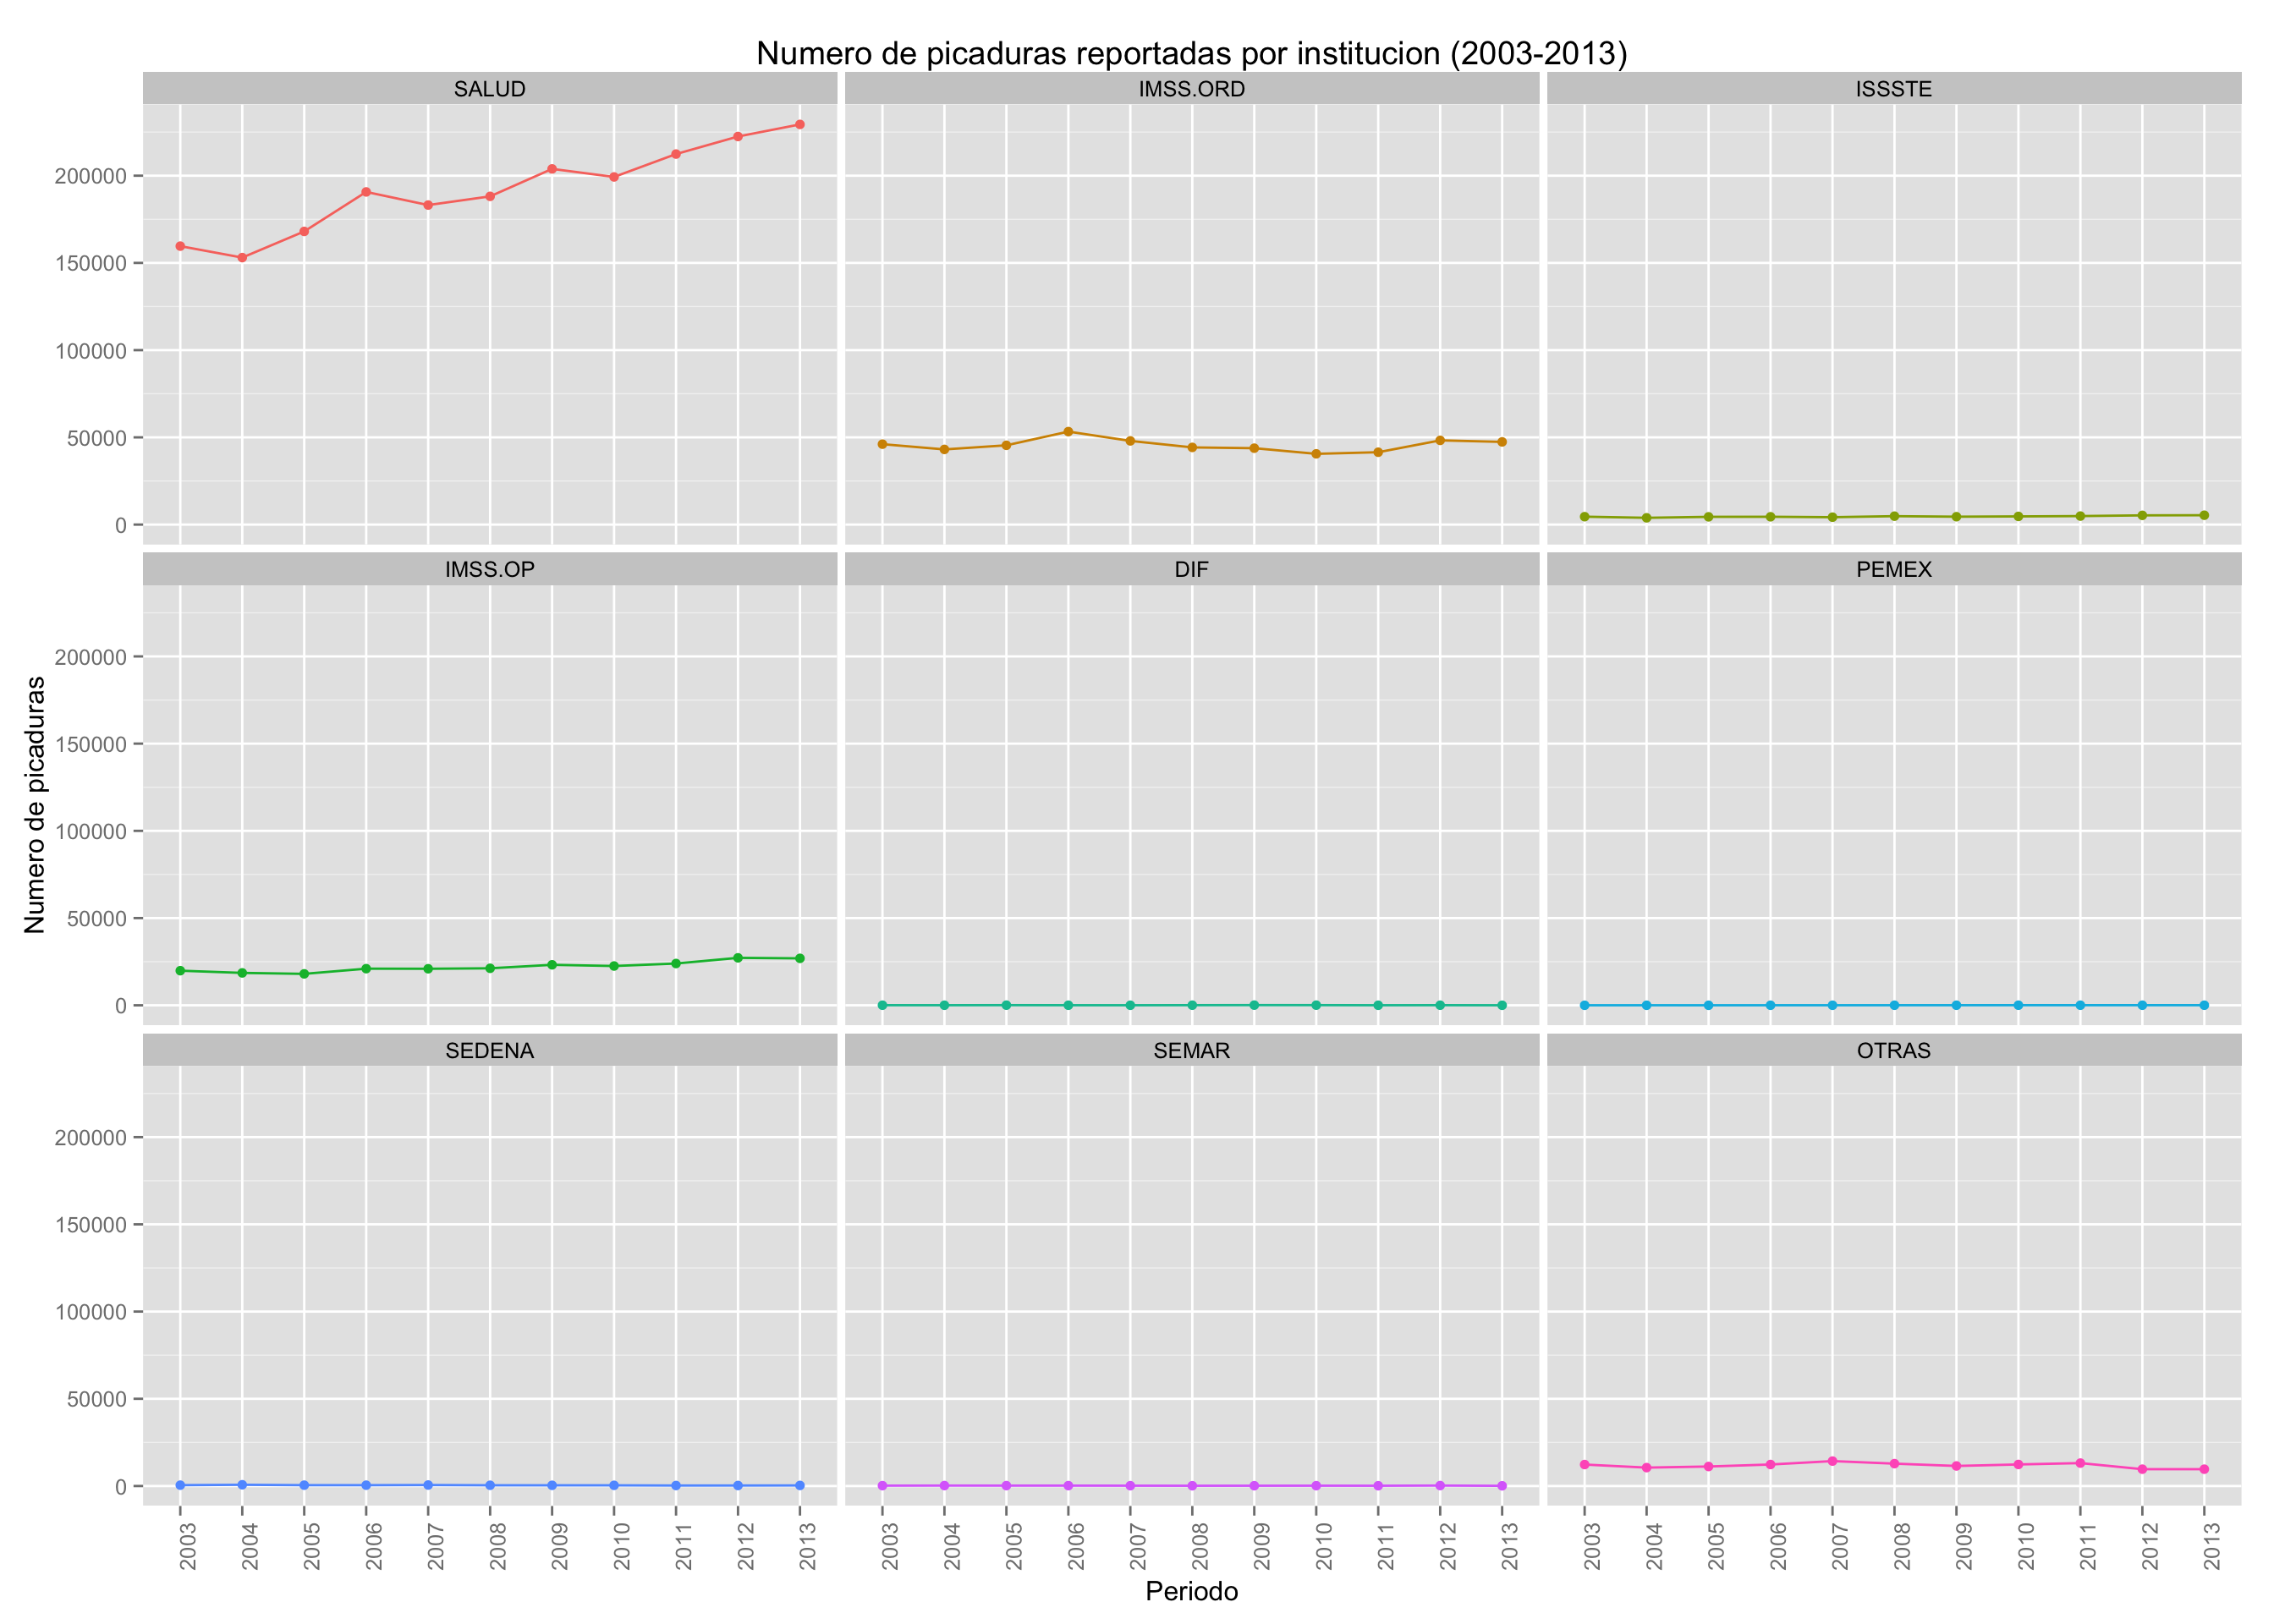 Numero de picaduras reportadas por institucion (2003-2013)
SALUD
IMSS.ORD
ISSSTE
200000
150000
100000
50000
0
IMSS.OP
DIF
PEMEX
200000
150000
100000
50000
0
Numero de picaduras
SEDENA
SEMAR
OTRAS
200000
150000
100000
50000
0
2003 2004 2005 2006 2007 2008 2009 2010 2011 2012 2013
2003 2004 2005 2006 2007 2008 2009 2010 2011 2012 2013
2003 2004 2005 2006 2007 2008 2009 2010 2011 2012 2013
Periodo